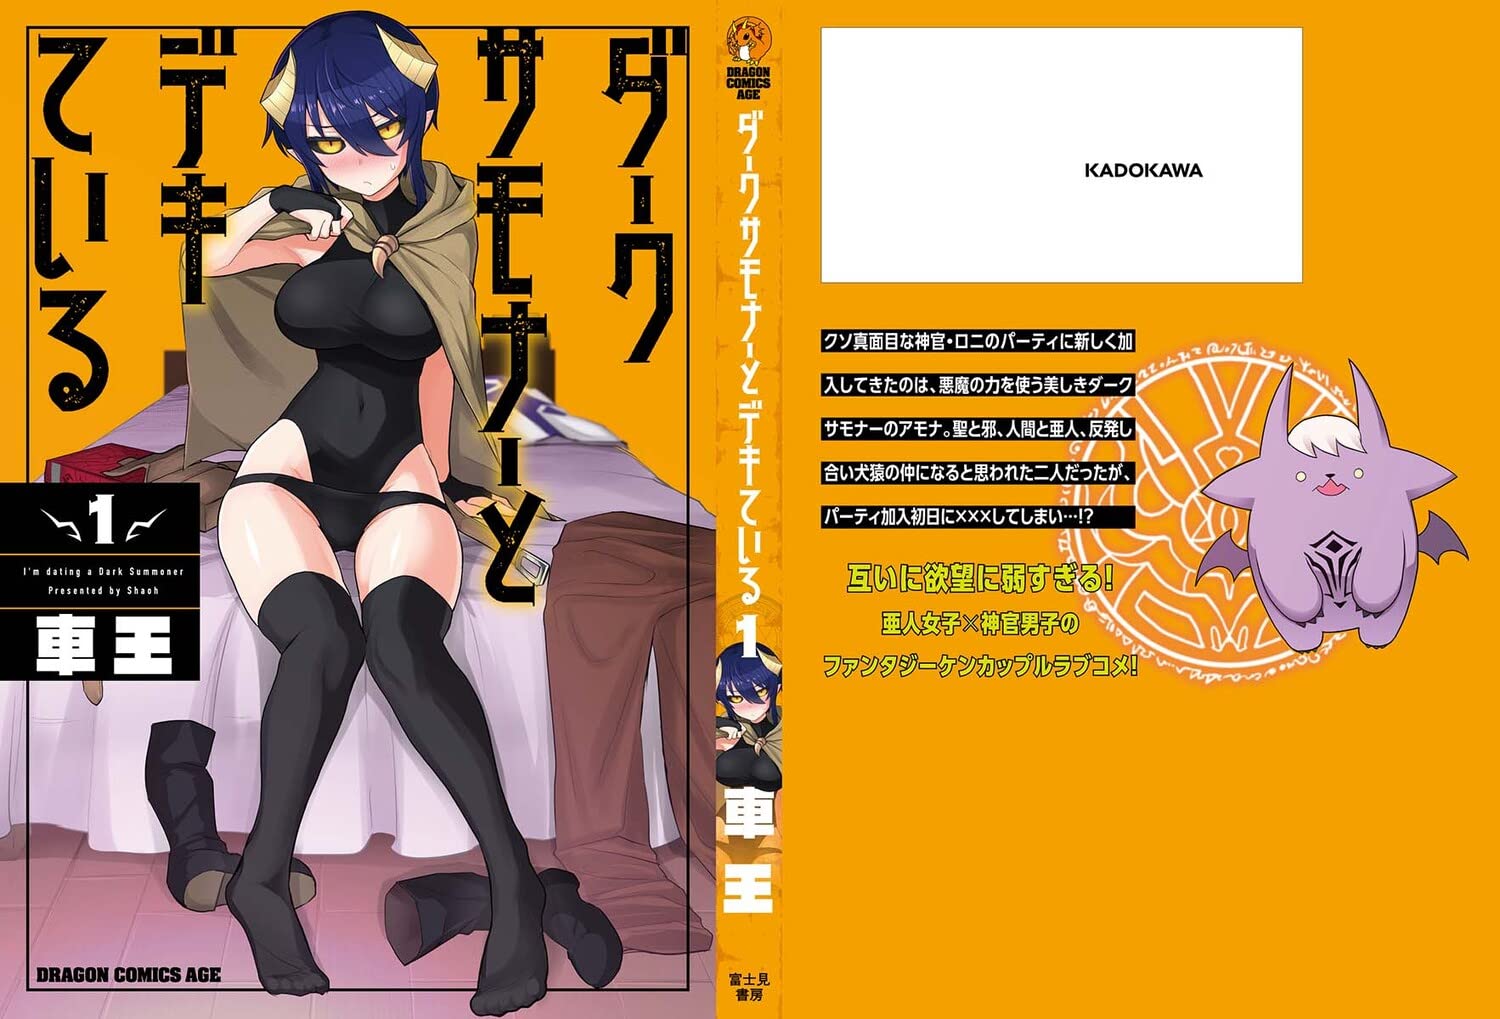 ダーク
サモナーと
デキ
ている
1
I'm dating a Dark Summoner
Presented by Shaoh
車王
DRAGON COMICS AGE
DRAGON
COMICS
AGE
ダークサモナーとデキている
1
車王
富士見
書房
KADOKAWA
クソ真面目な神官・ロニのパーティに新しく加
入してきたのは、悪魔の力を使う美しきダーク
サモナーのアモナ。聖と邪、人間と亜人、反発し
合い犬猿の仲になると思われた二人だったが、
パーティ加入初日に×××してしまい…!?
互いに欲望に弱すぎる!
亜人女子×神官男子の
ファンタジーケンカップルラブコメ!